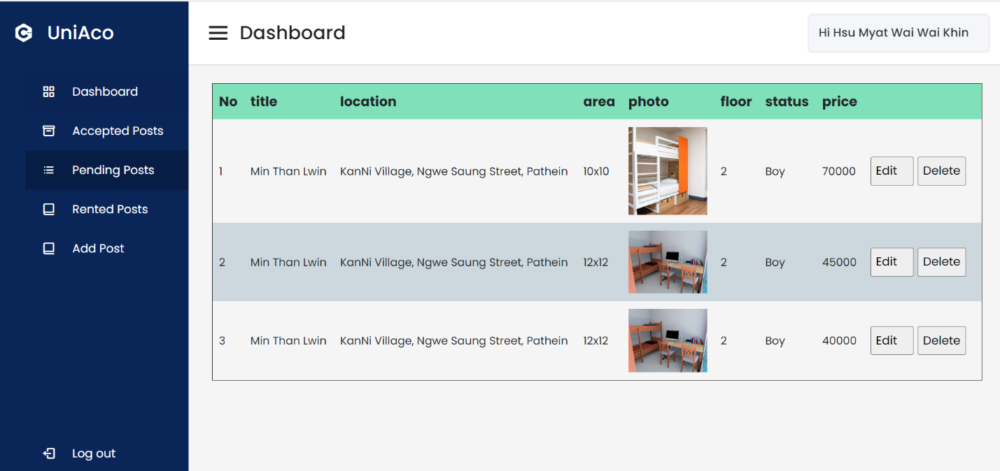 UniAco
Dashboard
Hi Hsu Myat Wai Wai Khin
Dashboard
Accepted Posts
Pending Posts
Rented Posts
Add Post
Log out
No title location area photo floor status price
1 Min Than Lwin KanNi Village, Ngwe Saung Street, Pathein 10x10 2 Boy 70000 Edit Delete
2 Min Than Lwin KanNi Village, Ngwe Saung Street, Pathein 12x12 2 Boy 45000 Edit Delete
3 Min Than Lwin KanNi Village, Ngwe Saung Street, Pathein 12x12 2 Boy 40000 Edit Delete